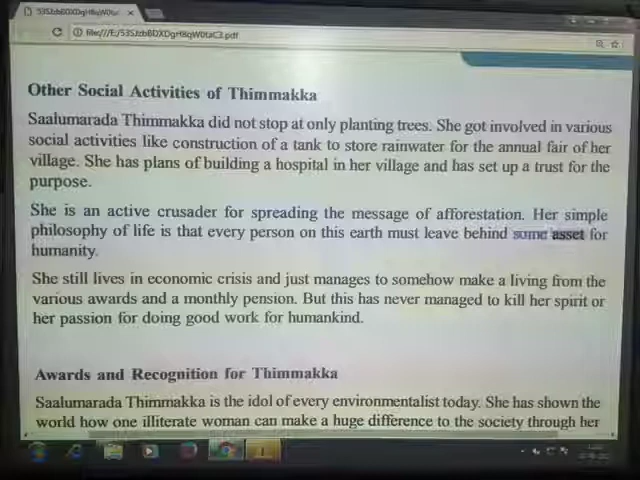 file:///E:/53SJzbBDXDgH8qW0taC3.pdf
Other Social Activities of Thimmakka
Saalumarada Thimmakka did not stop at only planting trees. She got involved in various
social activities like construction of a tank to store rainwater for the annual fair of her
village. She has plans of building a hospital in her village and has set up a trust for the
purpose.
She is an active crusader for spreading the message of afforestation. Her simple
philosophy of life is that every person on this earth must leave behind some asset for
humanity.
She still lives in economic crisis and just manages to somehow make a living from the
various awards and a monthly pension. But this has never managed to kill her spirit or
her passion for doing good work for humankind.
Awards and Recognition for Thimmakka
Saalumarada Thimmakka is the idol of every environmentalist today. She has shown the
world how one illiterate woman can make a huge difference to the society through her